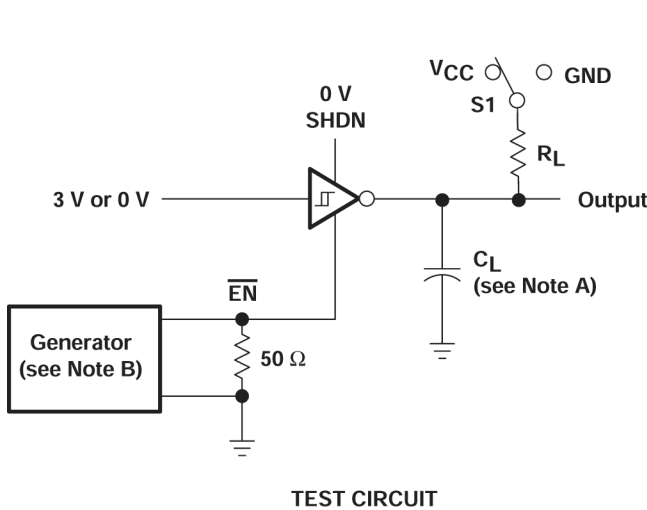 VCC
GND
S1
0 V
SHDN
RL
3 V or 0 V
Output
CL
(see Note A)
EN
Generator
(see Note B)
50 Ω
TEST CIRCUIT